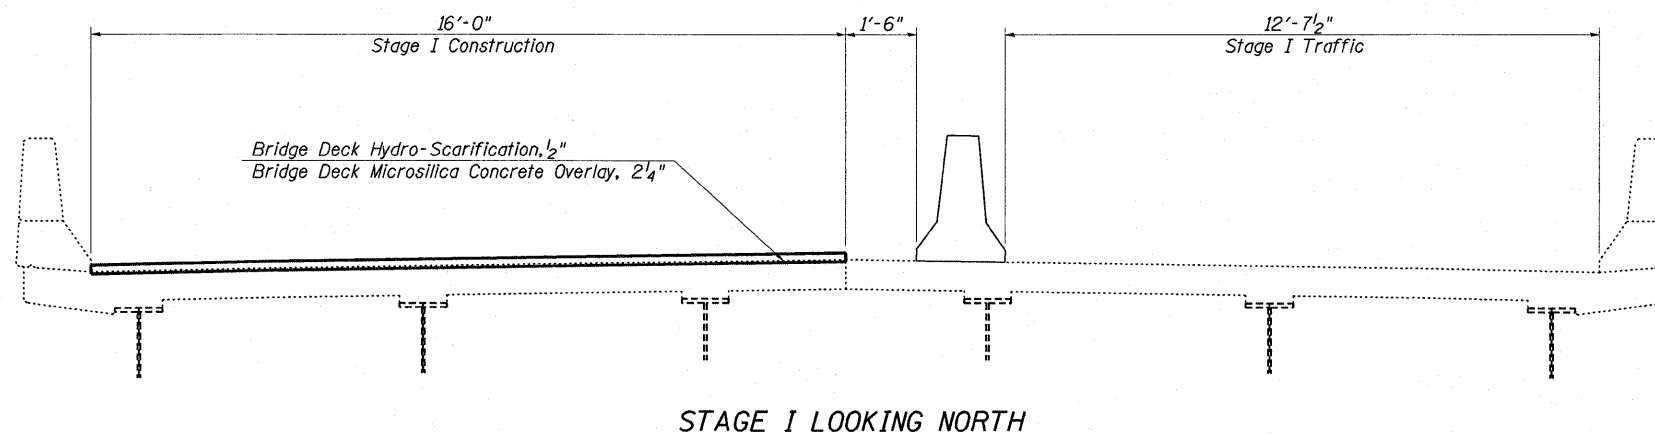 16'-0"
1'-6"
12'-7½"
Stage I Construction
Stage I Traffic
Bridge Deck Hydro-Scarification, ½"
Bridge Deck Microsilica Concrete Overlay, 2¼"
STAGE I LOOKING NORTH